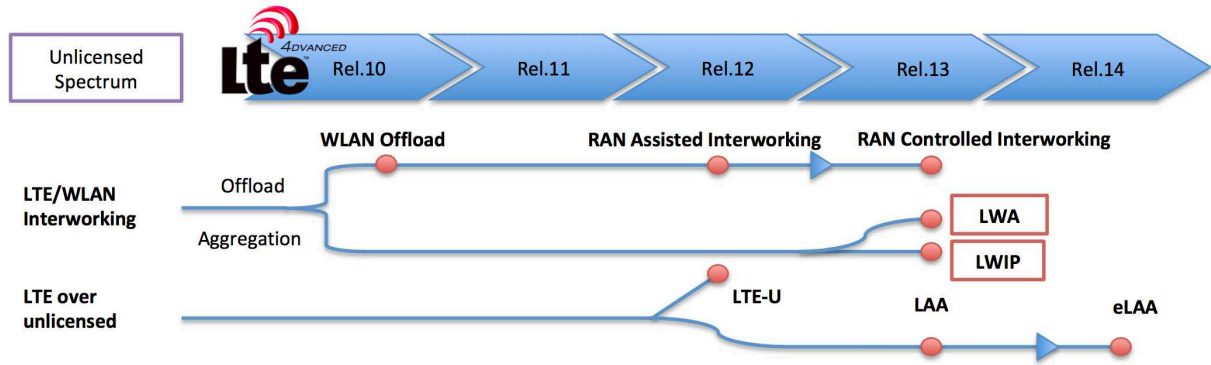 Unlicensed
Spectrum
4DVANCED
Lte™
Rel.10
Rel.11
Rel.12
Rel.13
Rel.14
WLAN Offload
RAN Assisted Interworking
RAN Controlled Interworking
LTE/WLAN
Interworking
Offload
Aggregation
LWA
LWIP
LTE over
unlicensed
LTE-U
LAA
eLAA